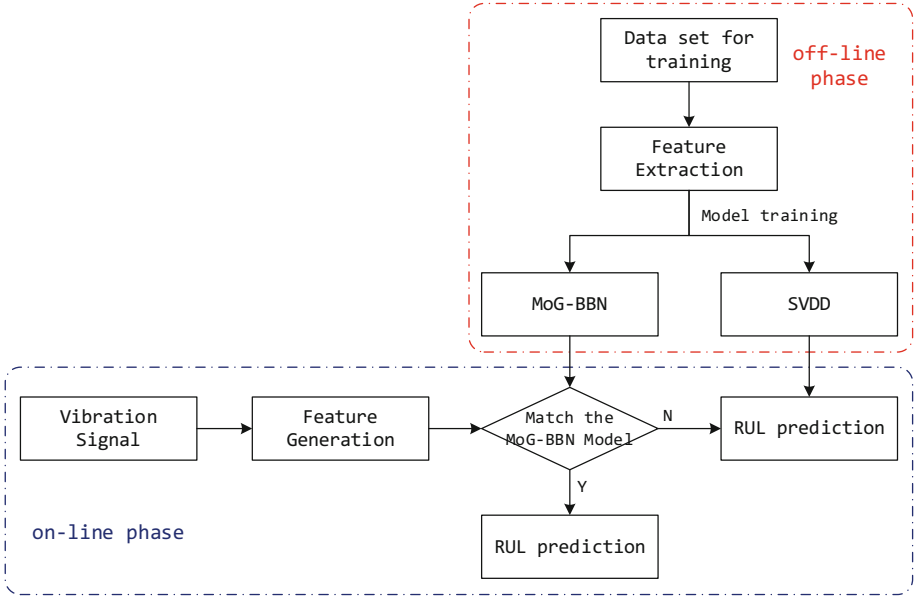 Data set for
training
off-line
phase
Feature
Extraction
Model training
MoG-BBN
SVDD
Vibration
Signal
Feature
Generation
Match the
MoG-BBN Model
N
RUL prediction
Y
on-line phase
RUL prediction